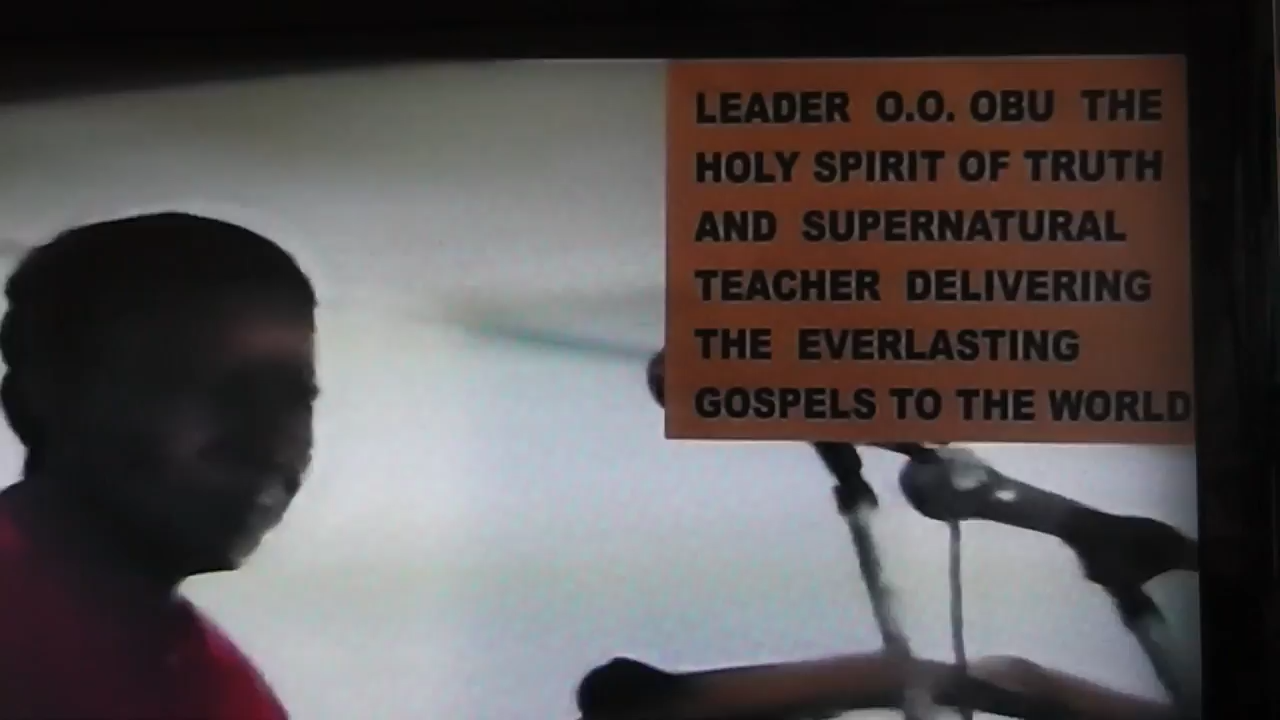 LEADER O.O. OBU THE
HOLY SPIRIT OF TRUTH
AND SUPERNATURAL
TEACHER DELIVERING
THE EVERLASTING
GOSPELS TO THE WORLD